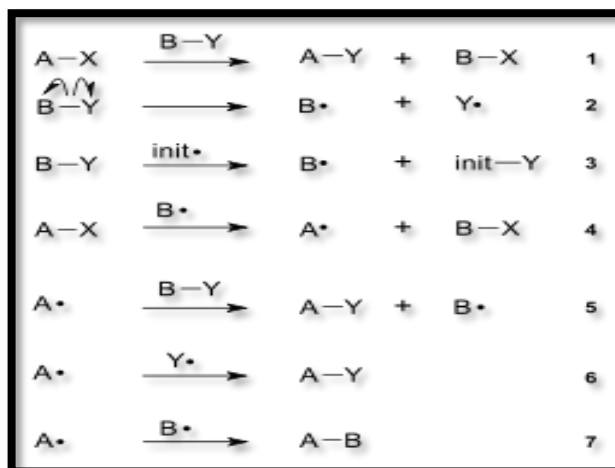 A—X B—Y A—Y + B—X 1
B—Y B• + Y• 2
B—Y init• B• + init—Y 3
A—X B• A• + B—X 4
A• B—Y A—Y + B• 5
A• Y• A—Y 6
A• B• A—B 7